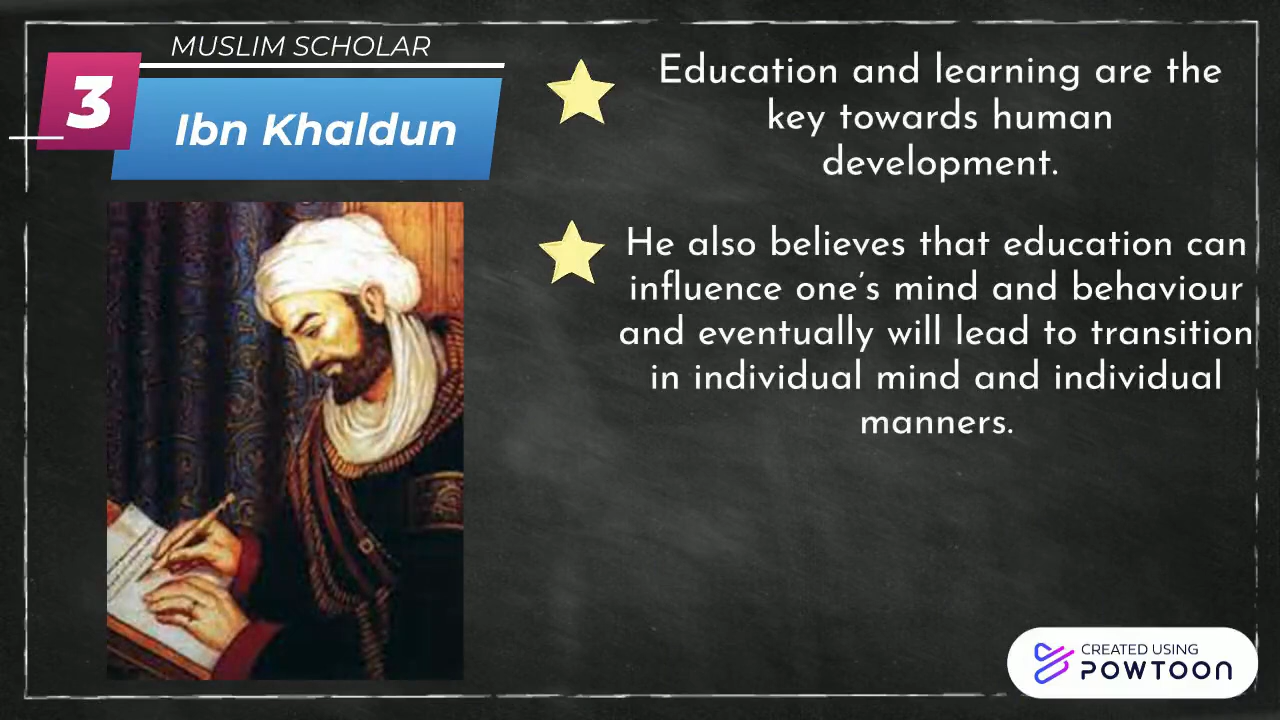 MUSLIM SCHOLAR
3
Ibn Khaldun
Education and learning are the
key towards human
development.
He also believes that education can
influence one's mind and behaviour
and eventually will lead to transition
in individual mind and individual
manners.
CREATED USING
POWTOON